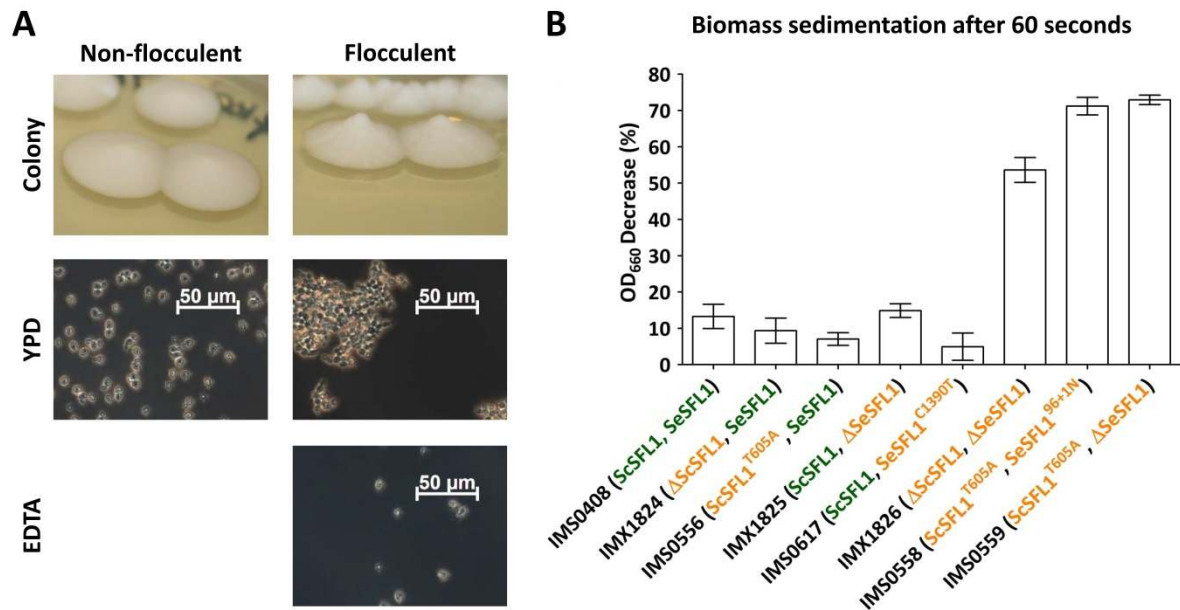 A
Non-flocculent
Flocculent
Colony
YPD
50 µm
50 µm
EDTA
50 µm
B
Biomass sedimentation after 60 seconds
OD660 Decrease (%)
80
70
60
50
40
30
20
10
0
IMS0408 (ScSFL1, SeSFL1)
IMX1824 (ΔScSFL1, SeSFL1)
IMS0556 (ScSFL1T605A, SeSFL1)
IMX1825 (ScSFL1, ΔSeSFL1)
IMS0617 (ScSFL1, SeSFL1C1390T)
IMX1826 (ΔScSFL1, ΔSeSFL1)
IMS0558 (ScSFL1T605A, SeSFL196+1N)
IMS0559 (ScSFL1T605A, ΔSeSFL1)